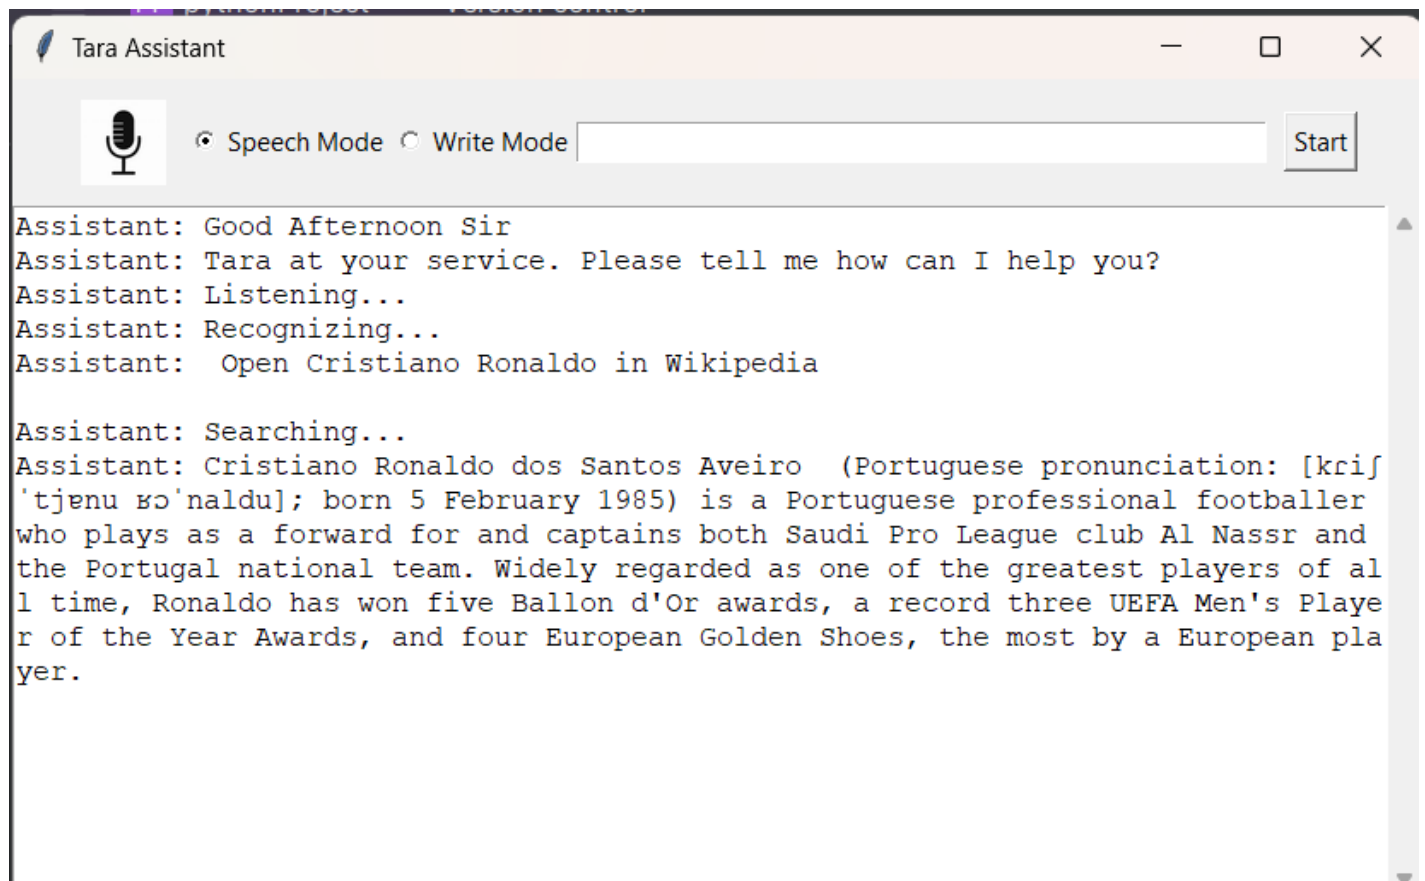 Tara Assistant
Speech Mode Write Mode Start
Assistant: Good Afternoon Sir
Assistant: Tara at your service. Please tell me how can I help you?
Assistant: Listening...
Assistant: Recognizing...
Assistant:  Open Cristiano Ronaldo in Wikipedia
Assistant: Searching...
Assistant: Cristiano Ronaldo dos Santos Aveiro  (Portuguese pronunciation: [kɾiʃ
ˈtjɐnu ʁɔˈnaldu]; born 5 February 1985) is a Portuguese professional footballer
who plays as a forward for and captains both Saudi Pro League club Al Nassr and
the Portugal national team. Widely regarded as one of the greatest players of al
l time, Ronaldo has won five Ballon d'Or awards, a record three UEFA Men's Playe
r of the Year Awards, and four European Golden Shoes, the most by a European pla
yer.